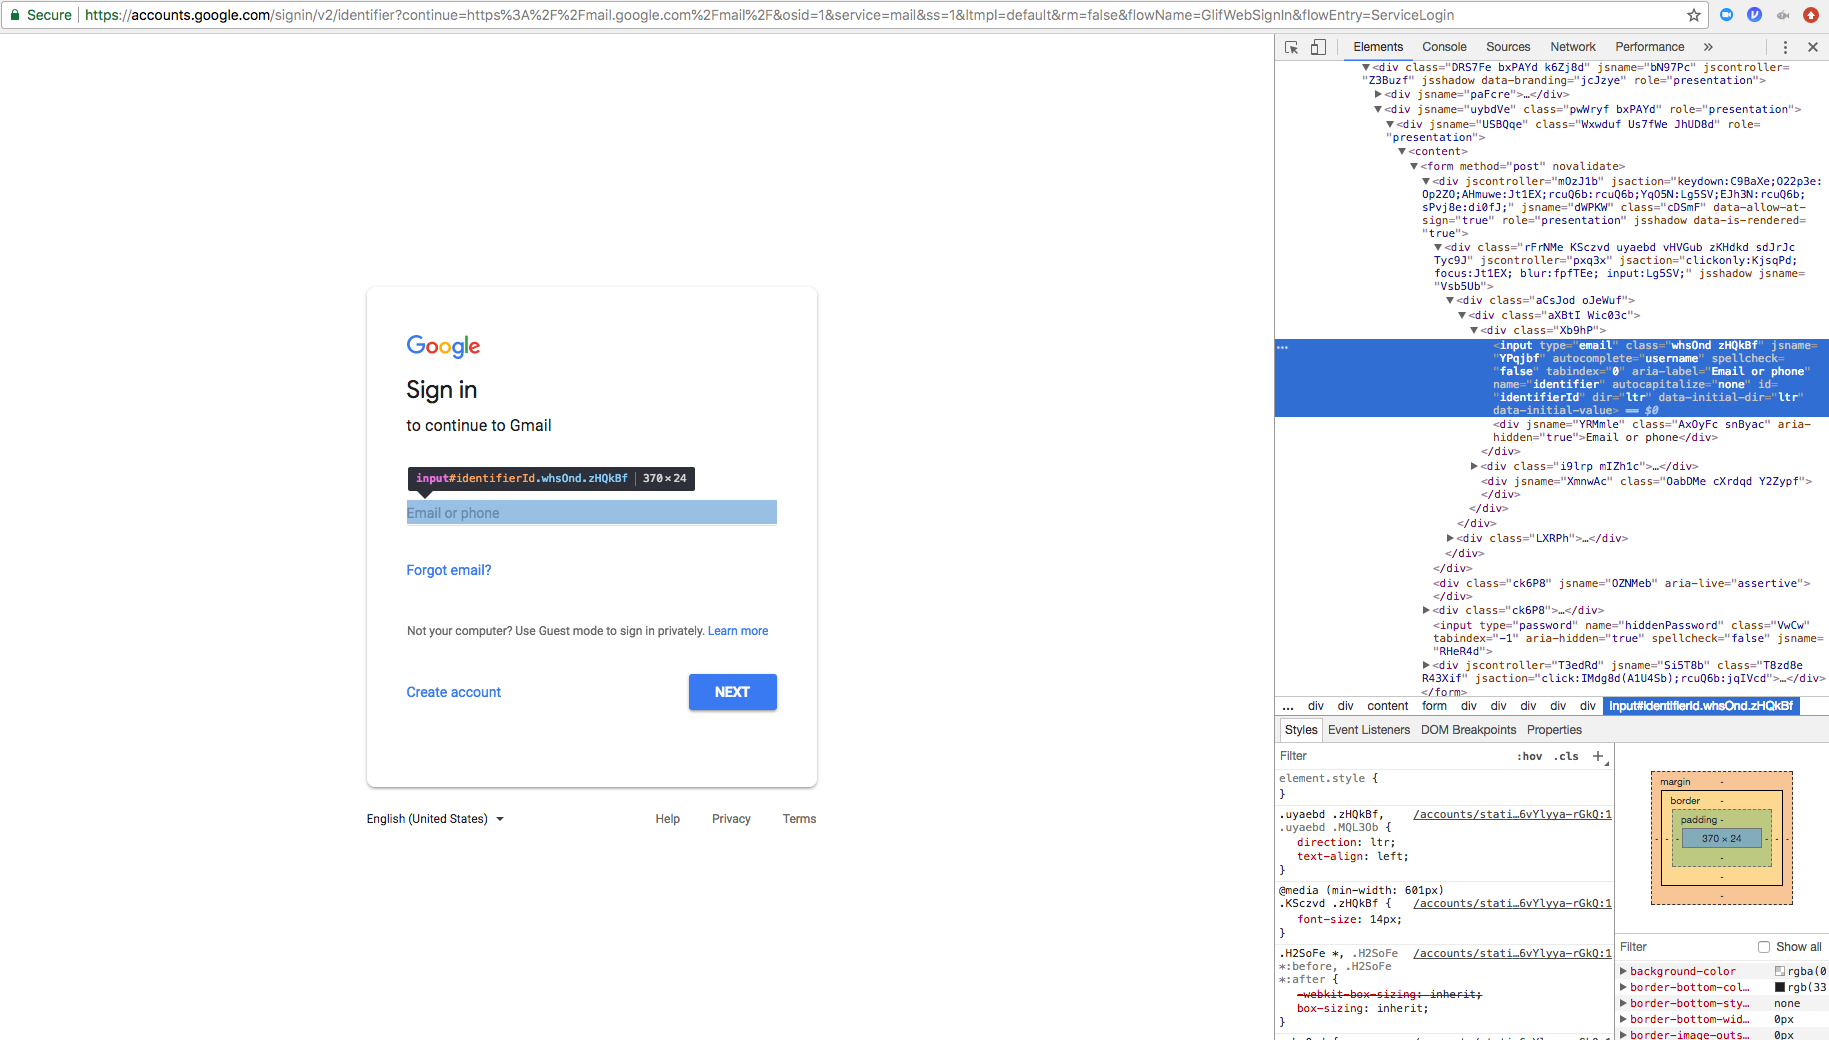 Secure https://accounts.google.com/signin/v2/identifier?continue=https%3A%2F%2Fmail.google.com%2Fmail%2F&osid=1&service=mail&ss=1&ltmpl=default&rm=false&flowName=GlifWebSignIn&flowEntry=ServiceLogin
Google
Sign in
to continue to Gmail
input#identifierId.whsOnd.zHQkBf 370 × 24
Email or phone
Forgot email?
Not your computer? Use Guest mode to sign in privately. Learn more
Create account NEXT
English (United States) Help Privacy Terms
Elements Console Sources Network Performance »
<div class="DRS7Fe bxPAYd k6Zj8d" jsname="bN97Pc" jscontroller=
"Z3Buzf" jsshadow data-branding="jcJzye" role="presentation">
<div jsname="paFcre">…</div>
<div jsname="uybdVe" class="pwWryf bxPAYd" role="presentation">
<div jsname="USBQqe" class="Wxwduf Us7fWe JhUD8d" role=
"presentation">
<content>
<form method="post" novalidate>
<div jscontroller="mOzJ1b" jsaction="keydown:C9BaXe;O22p3e:
Op2ZO;AHmuwe:Jt1EX;rcuQ6b:rcuQ6b;YqO5N:Lg5SV;EJh3N:rcuQ6b;
sPvj8e:di0fJ;" jsname="dWPKW" class="cDSmF" data-allow-at-
sign="true" role="presentation" jsshadow data-is-rendered=
"true">
<div class="rFrNMe KSczvd uyaebd vHVGub zKHdkd sdJrJc
Tyc9J" jscontroller="pxq3x" jsaction="clickonly:KjsqPd;
focus:Jt1EX; blur:fpfTEe; input:Lg5SV;" jsshadow jsname=
"Vsb5Ub">
<div class="aCsJod oJeWuf">
<div class="aXBtI Wic03c">
<div class="Xb9hP">
… <input type="email" class="whsOnd zHQkBf" jsname=
"YPqjbf" autocomplete="username" spellcheck=
"false" tabindex="0" aria-label="Email or phone"
name="identifier" autocapitalize="none" id=
"identifierId" dir="ltr" data-initial-dir="ltr"
data-initial-value> == $0
<div jsname="YRMmle" class="AxOyFc snByac" aria-
hidden="true">Email or phone</div>
</div>
<div class="i9lrp mIZh1c">…</div>
<div jsname="XmnwAc" class="OabDMe cXrdqd Y2Zypf">
</div>
</div>
</div>
<div class="LXRPh">…</div>
</div>
</div>
<div class="ck6P8" jsname="OZNMeb" aria-live="assertive">
</div>
<div class="ck6P8">…</div>
<input type="password" name="hiddenPassword" class="VwCw"
tabindex="-1" aria-hidden="true" spellcheck="false" jsname=
"RHeR4d">
<div jscontroller="T3edRd" jsname="Si5T8b" class="T8zd8e
R43Xif" jsaction="click:IMdg8d(A1U4Sb);rcuQ6b:jqIVcd">…</div>
</form>
... div div content form div div div div div input#identifierId.whsOnd.zHQkBf
Styles Event Listeners DOM Breakpoints Properties
Filter :hov .cls +
element.style {
}
.uyaebd .zHQkBf, /accounts/stati…6vYlyya-rGkQ:1
.uyaebd .MQL3Ob {
direction: ltr;
text-align: left;
}
@media (min-width: 601px)
.KSczvd .zHQkBf { /accounts/stati…6vYlyya-rGkQ:1
font-size: 14px;
}
.H2SoFe *, .H2SoFe /accounts/stati…6vYlyya-rGkQ:1
*:before, .H2SoFe
*:after {
-webkit-box-sizing: inherit;
box-sizing: inherit;
}
margin -
border -
padding -
- - - 370 × 24 - - -
-
-
-
Filter Show all
background-color rgba(0
border-bottom-col… rgb(33
border-bottom-sty… none
border-bottom-wid… 0px
border-image-outs… 0px